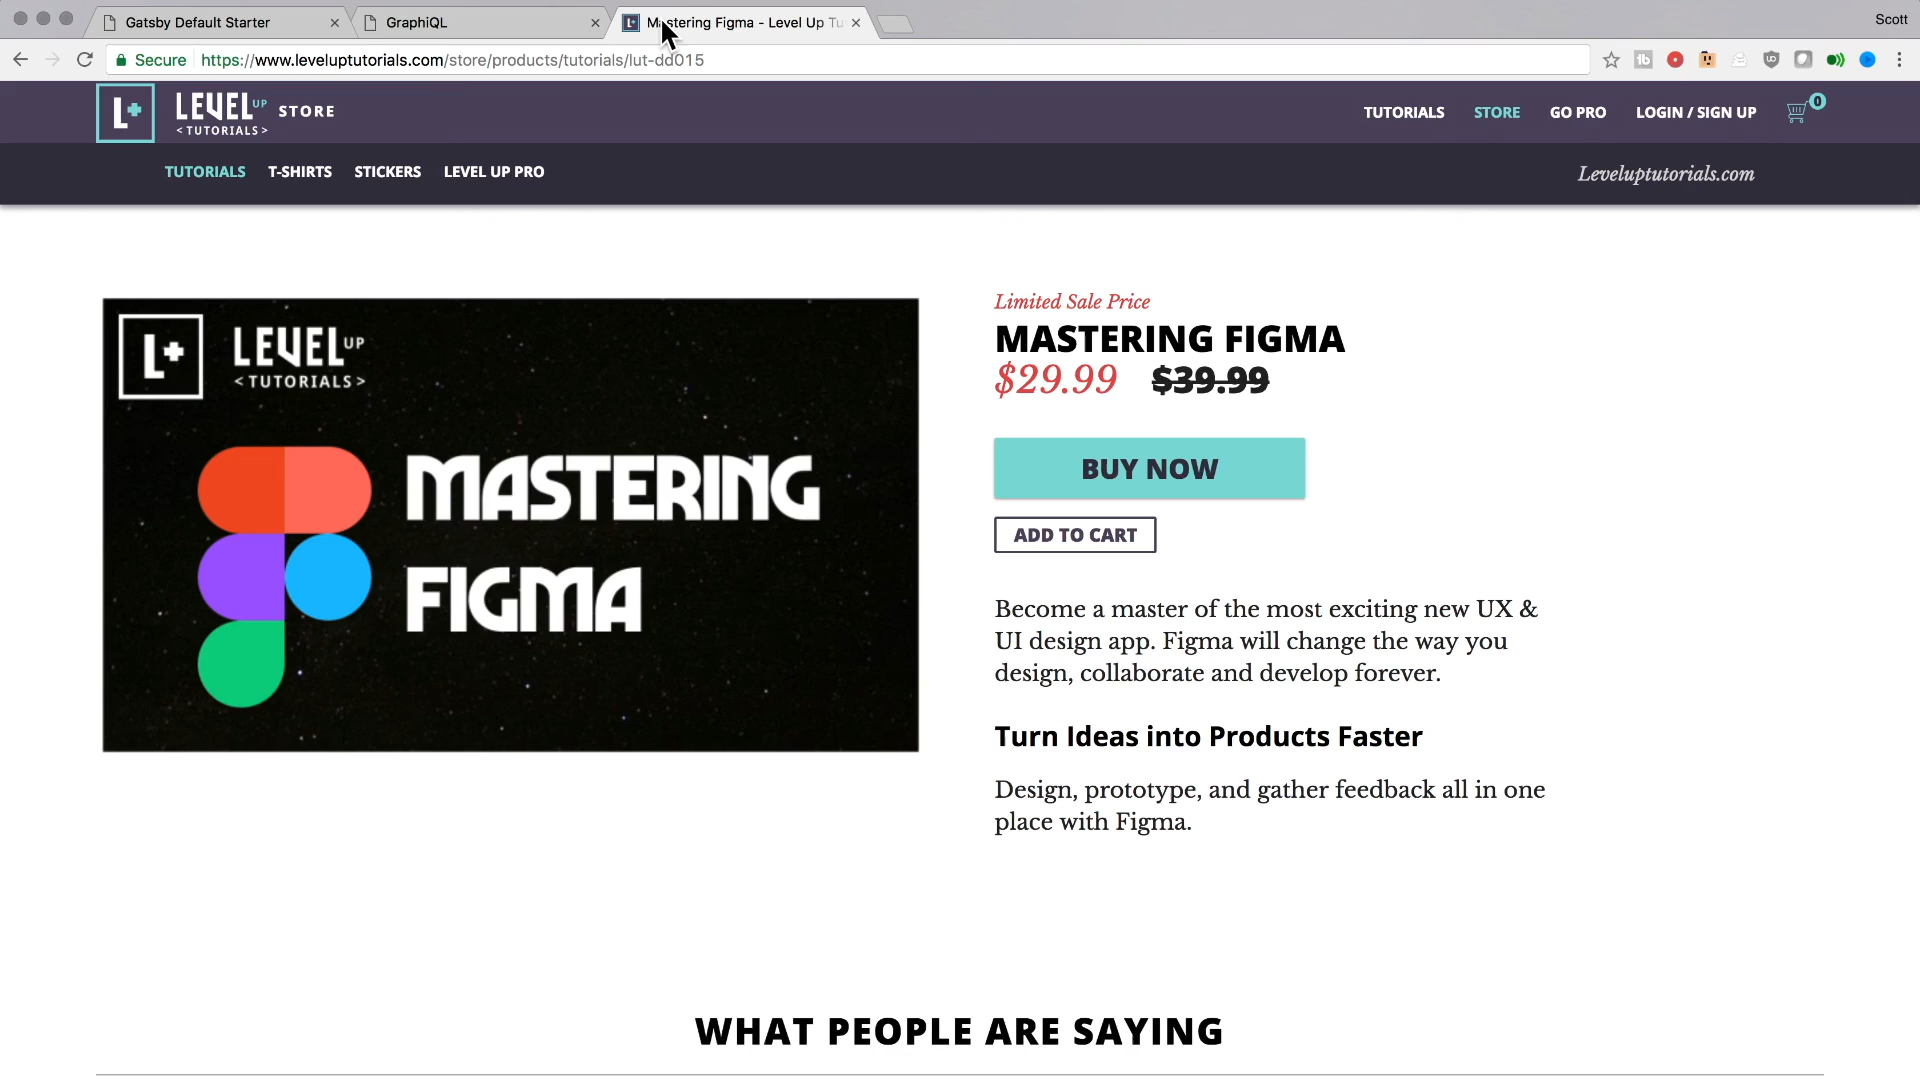 Gatsby Default Starter
GraphiQL
Mastering Figma - Level Up Tu
Scott
Secure https://www.leveluptutorials.com/store/products/tutorials/lut-dd015
L+ LEVEL UP STORE
<TUTORIALS>
TUTORIALS STORE GO PRO LOGIN / SIGN UP 0
TUTORIALS T-SHIRTS STICKERS LEVEL UP PRO
Leveluptutorials.com
L+ LEVEL UP
<TUTORIALS>
MASTERING
FIGMA
Limited Sale Price
MASTERING FIGMA
$29.99 $39.99
BUY NOW
ADD TO CART
Become a master of the most exciting new UX &
UI design app. Figma will change the way you
design, collaborate and develop forever.
Turn Ideas into Products Faster
Design, prototype, and gather feedback all in one
place with Figma.
WHAT PEOPLE ARE SAYING